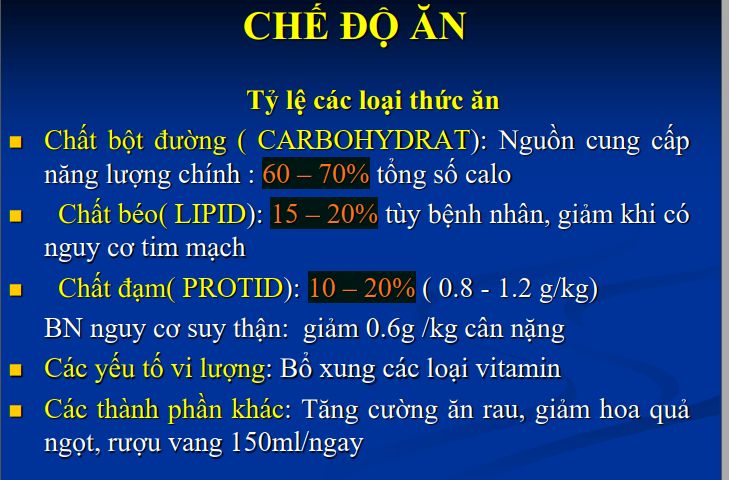 CHẾ ĐỘ ĂN
Tỷ lệ các loại thức ăn
Chất bột đường ( CARBOHYDRAT): Nguồn cung cấp
năng lượng chính : 60 – 70% tổng số calo
Chất béo( LIPID): 15 – 20% tùy bệnh nhân, giảm khi có
nguy cơ tim mạch
Chất đạm( PROTID): 10 – 20% ( 0.8 - 1.2 g/kg)
BN nguy cơ suy thận: giảm 0.6g /kg cân nặng
Các yếu tố vi lượng: Bổ xung các loại vitamin
Các thành phần khác: Tăng cường ăn rau, giảm hoa quả
ngọt, rượu vang 150ml/ngay